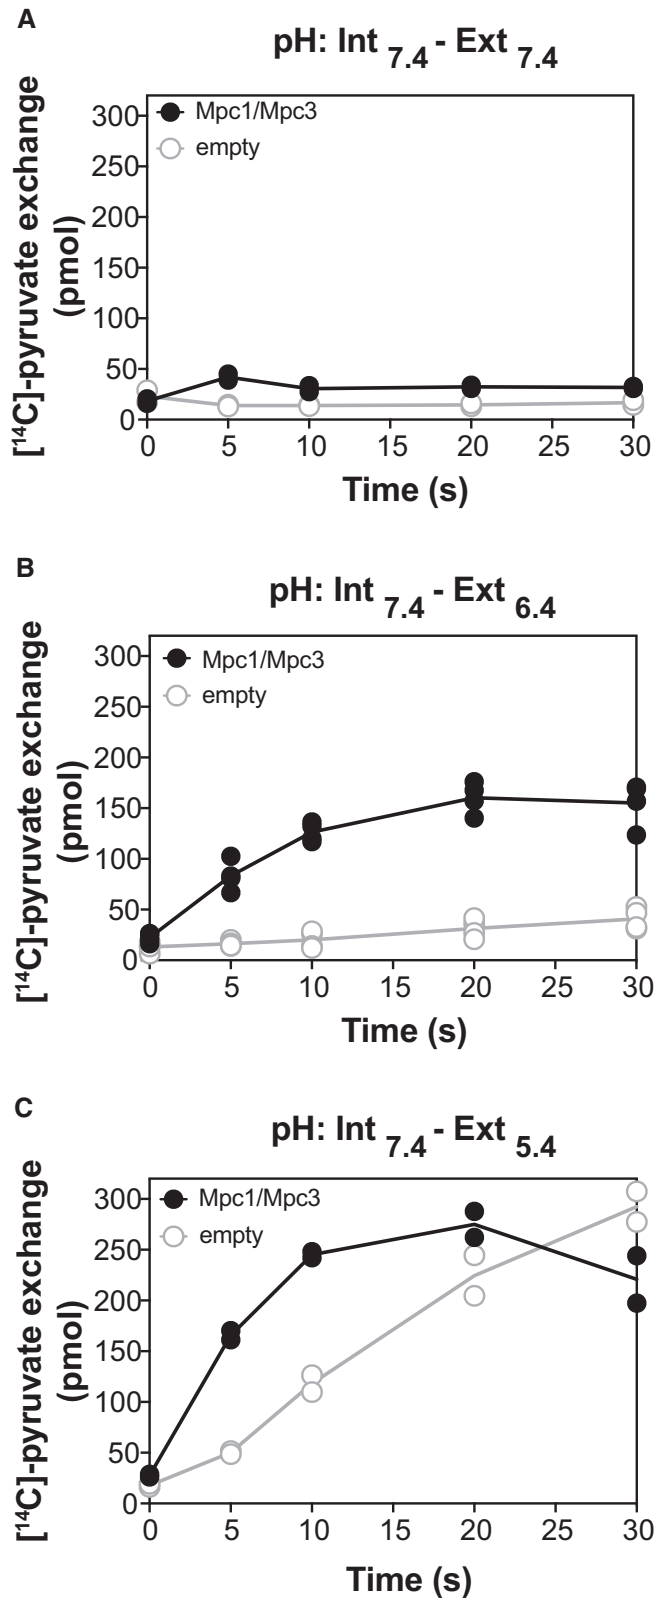 A
pH: Int 7.4 - Ext 7.4
[14C]-pyruvate exchange
(pmol)
300
250
200
150
100
50
0
Mpc1/Mpc3
empty
0 5 10 15 20 25 30
Time (s)
B
pH: Int 7.4 - Ext 6.4
[14C]-pyruvate exchange
(pmol)
300
250
200
150
100
50
0
Mpc1/Mpc3
empty
0 5 10 15 20 25 30
Time (s)
C
pH: Int 7.4 - Ext 5.4
[14C]-pyruvate exchange
(pmol)
300
250
200
150
100
50
0
Mpc1/Mpc3
empty
0 5 10 15 20 25 30
Time (s)